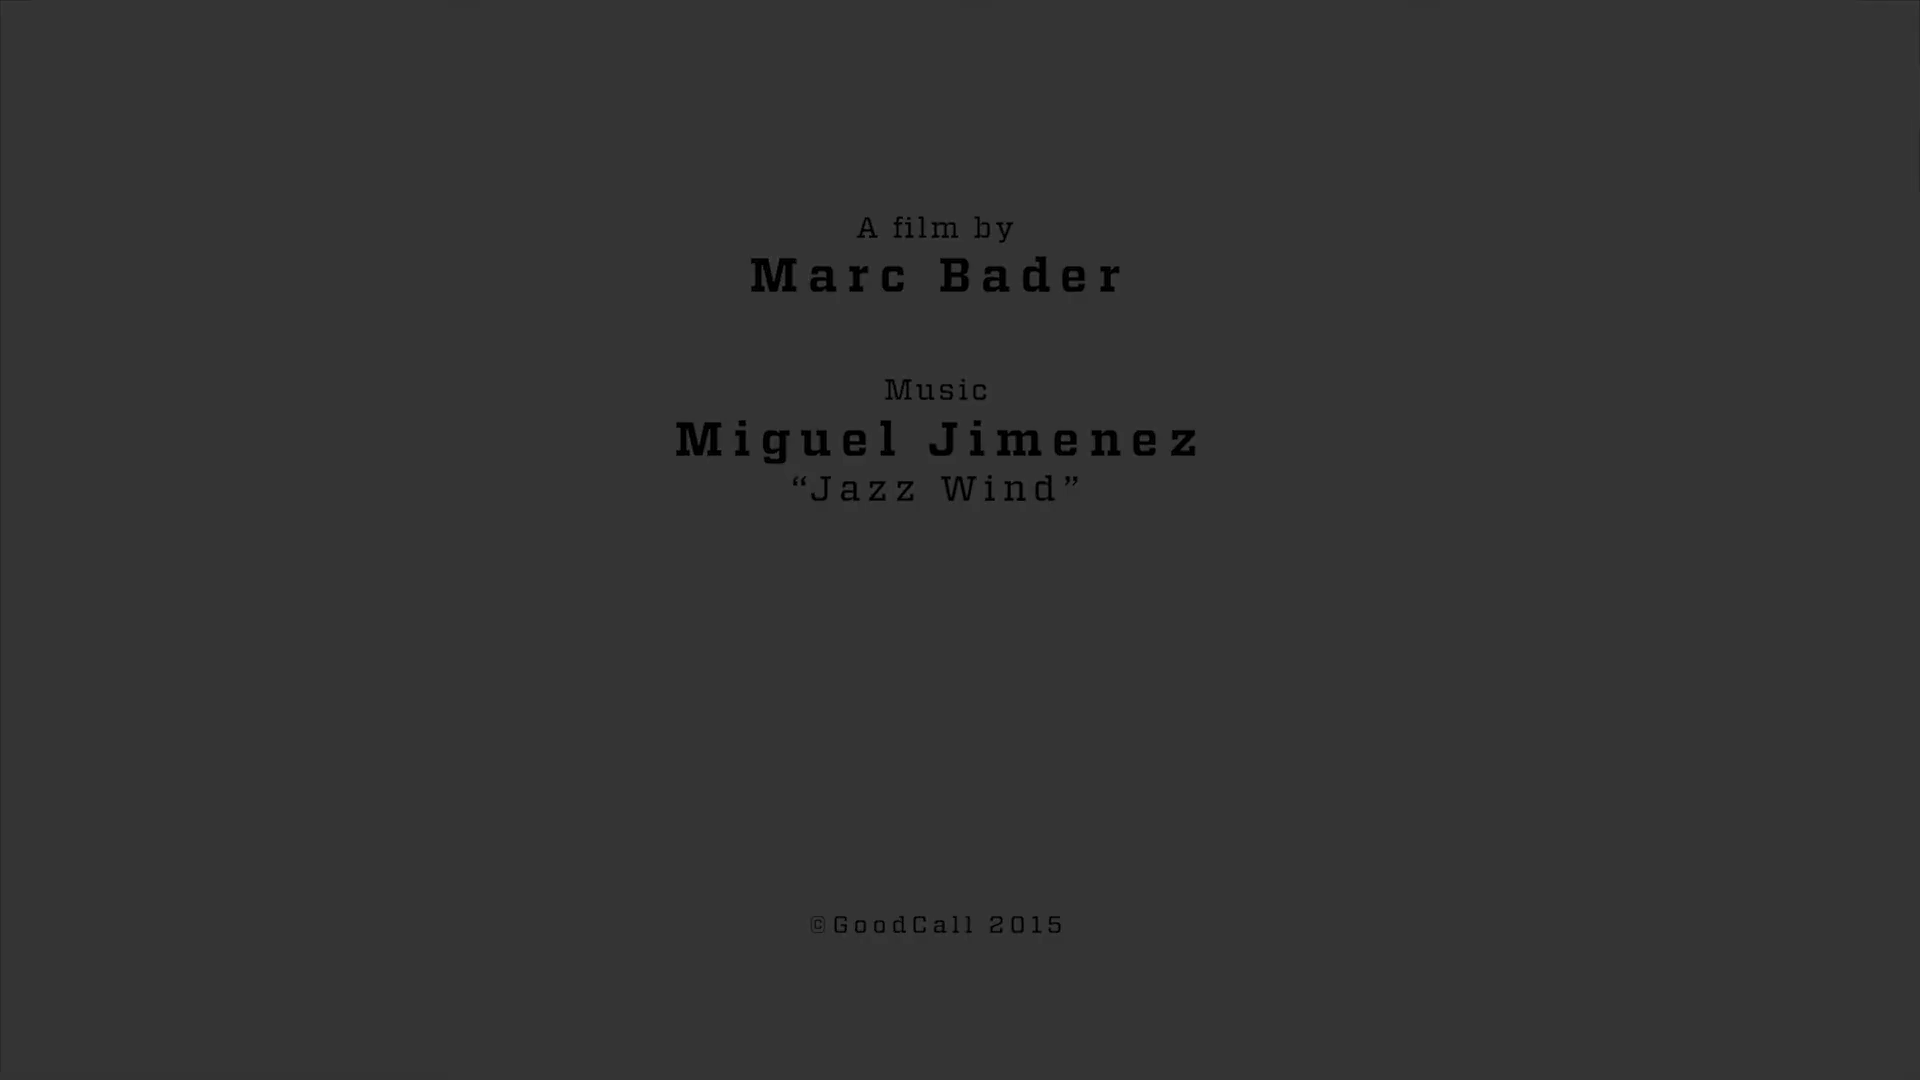 A film by
Marc Bader
Music
Miguel Jimenez
“Jazz Wind”
©GoodCall 2015